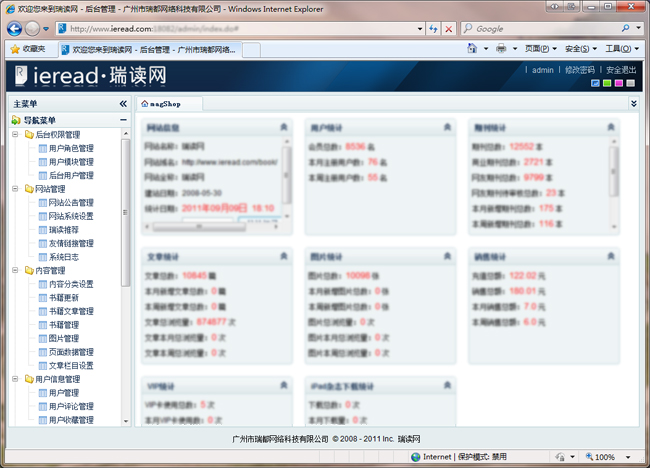 欢迎您来到瑞读网 - 后台管理 - 广州市瑞都网络科技有限公司 - Windows Internet Explorer
http://www.ieread.com:18082/admin/index.do#
Google
收藏夹
欢迎您来到瑞读网 - 后台管理 - 广州市瑞都网络...
页面(P)
安全(S)
工具(O)
ieread·瑞读网
admin | 修改密码 | 安全退出
主菜单
magShop
导航菜单
后台权限管理
用户角色管理
用户模块管理
后台用户管理
网站管理
网站公告管理
网站系统设置
瑞读推荐
友情链接管理
系统日志
内容管理
内容分类设置
书籍更新
书籍文章管理
书籍管理
图片管理
页面数据管理
文章栏目设置
用户信息管理
用户管理
用户评论管理
用户收藏管理
网站信息
网站名称：瑞读网
网站域名：http://www.ieread.com/book/
网站全称：瑞读网
建站日期：2008-05-30
统计日期：2011年09月09日 18:10
用户统计
会员总数：8536 名
本月注册用户数：76 名
本周注册用户数：55 名
期刊统计
期刊总数：12552 本
商业期刊总数：2721 本
网友期刊总数：9799 本
网友期刊待审核总数：23 本
本月新增期刊总数：175 本
本周新增期刊总数：116 本
文章统计
文章总数：10845 篇
本月新增文章总数：0 篇
本周新增文章总数：0 篇
文章总浏览量：874877 次
文章本月总浏览量：0 次
文章本周总浏览量：0 次
图片统计
图片总数：10098 张
本月新增图片总数：0 张
本周新增图片总数：0 张
图片总浏览量：0 次
图片本月总浏览量：0 次
图片本周总浏览量：0 次
销售统计
充值总额：122.02 元
销售总额：180.01 元
本月销售总额：7.0 元
本周销售总额：6.0 元
VIP统计
VIP卡总数：5 次
本月VIP卡使用数：0 次
iPad杂志下载统计
下载总数：0 次
本月下载数：0 次
广州市瑞都网络科技有限公司 © 2008 - 2011 Inc. 瑞读网
Internet | 保护模式: 禁用
100%